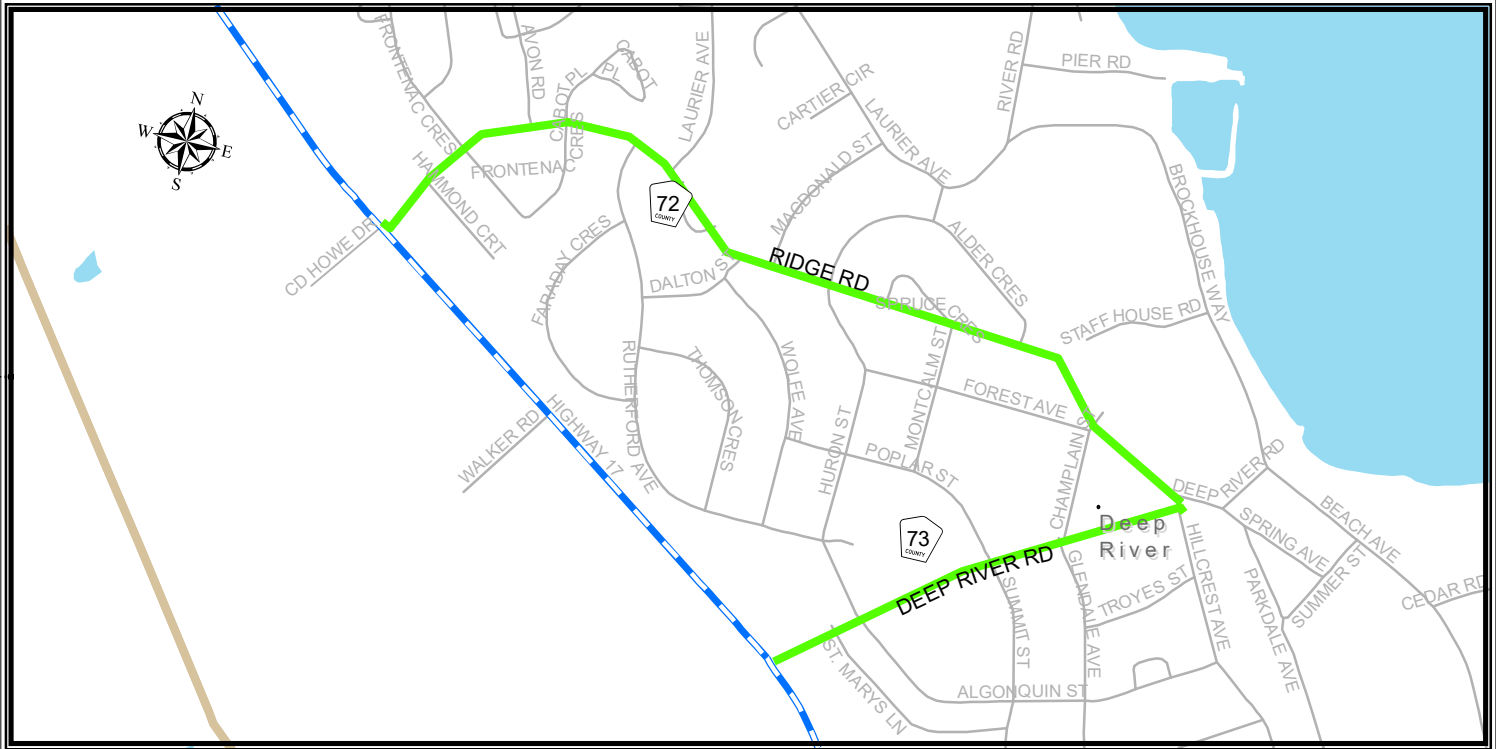 FRONTENAC CRES
AVON RD
CABOT PL
CABOT
PL
LAURIER AVE
CARTIER CIR
RIVER RD
PIER RD
N
W
E
S
LAURIER AVE
MACDONALD ST
HAMMOND CRT
FRONTENAC
CRES
72
COUNTY
BROCKHOUSE WAY
CD HOWE DR
FARADAY CRES
DALTON ST
RIDGE RD
ALDER CRES
SPRUCE CRES
STAFF HOUSE RD
RUTHERFORD AVE
THOMSON CRES
WOLFE AVE
MONTCALM ST
FOREST AVE
HURON ST
WALKER RD
HIGHWAY 17
POPLAR ST
CHAMPLAIN ST
DEEP RIVER RD
SPRING AVE
BEACH AVE
73
COUNTY
Deep
River
DEEP RIVER RD
HILLCREST AVE
SUMMER ST
PARKDALE AVE
CEDAR RD
TROYES ST
GLENDALE AVE
SUMMIT ST
ST. MARYS LN
ALGONQUIN ST